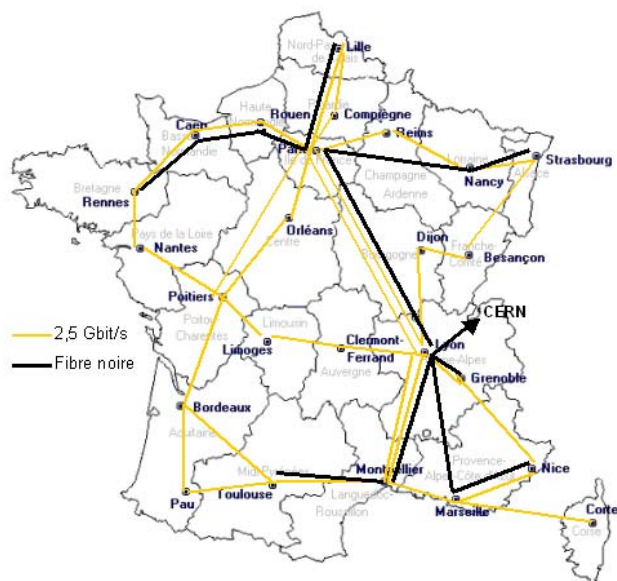 Nord-Pas
de Calais
Lille
Haute
Normandie
Rouen
Picardie
Compiègne
Caen
Basse
Normandie
Paris
Ile de France
Reims
Lorraine
Strasbourg
Champagne
Ardenne
Nancy
Alsace
Bretagne
Rennes
Pays de la Loire
Nantes
Orléans
Centre
Dijon
Bourgogne
Franche-
Comté
Besançon
Poitiers
Poitou
Charentes
CERN
2,5 Gbit/s
Fibre noire
Limousin
Limoges
Clermont-
Ferrand
Auvergne
Lyon
e-Alpes
Grenoble
Bordeaux
Aquitaine
Midi-Pyrénées
Montpellier
Provence-
Alpes-Côte-d'Azur
Nice
Pau
Toulouse
Languedoc-
Roussillon
Marseille
Corte
Corse